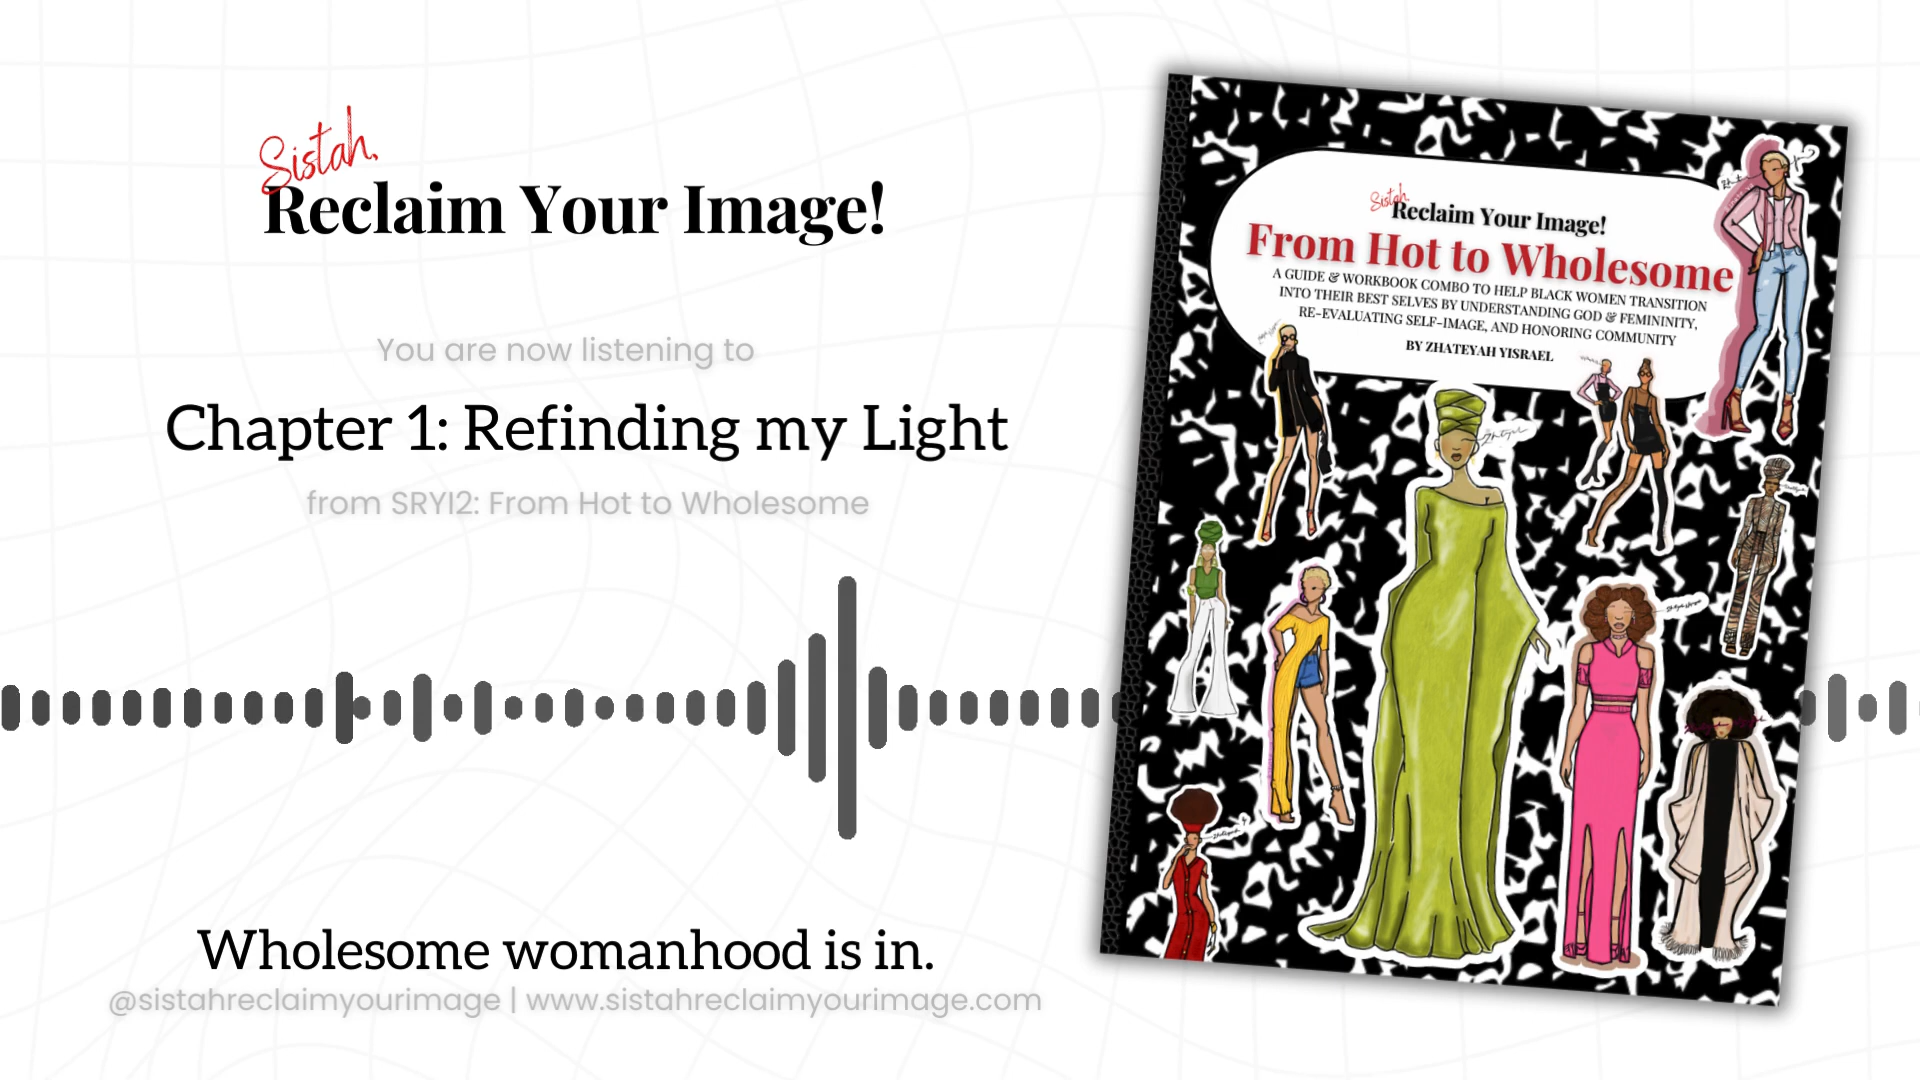 Sistah,
Reclaim Your Image!
You are now listening to
Chapter 1: Refinding my Light
from SRYI2: From Hot to Wholesome
Wholesome womanhood is in.
@sistahreclaimyourimage | www.sistahreclaimyourimage.com
Sistah,
Reclaim Your Image!
From Hot to Wholesome
A GUIDE & WORKBOOK COMBO TO HELP BLACK WOMEN TRANSITION
INTO THEIR BEST SELVES BY UNDERSTANDING GOD & FEMININITY,
RE-EVALUATING SELF-IMAGE, AND HONORING COMMUNITY
BY ZHATEYAH YISRAEL